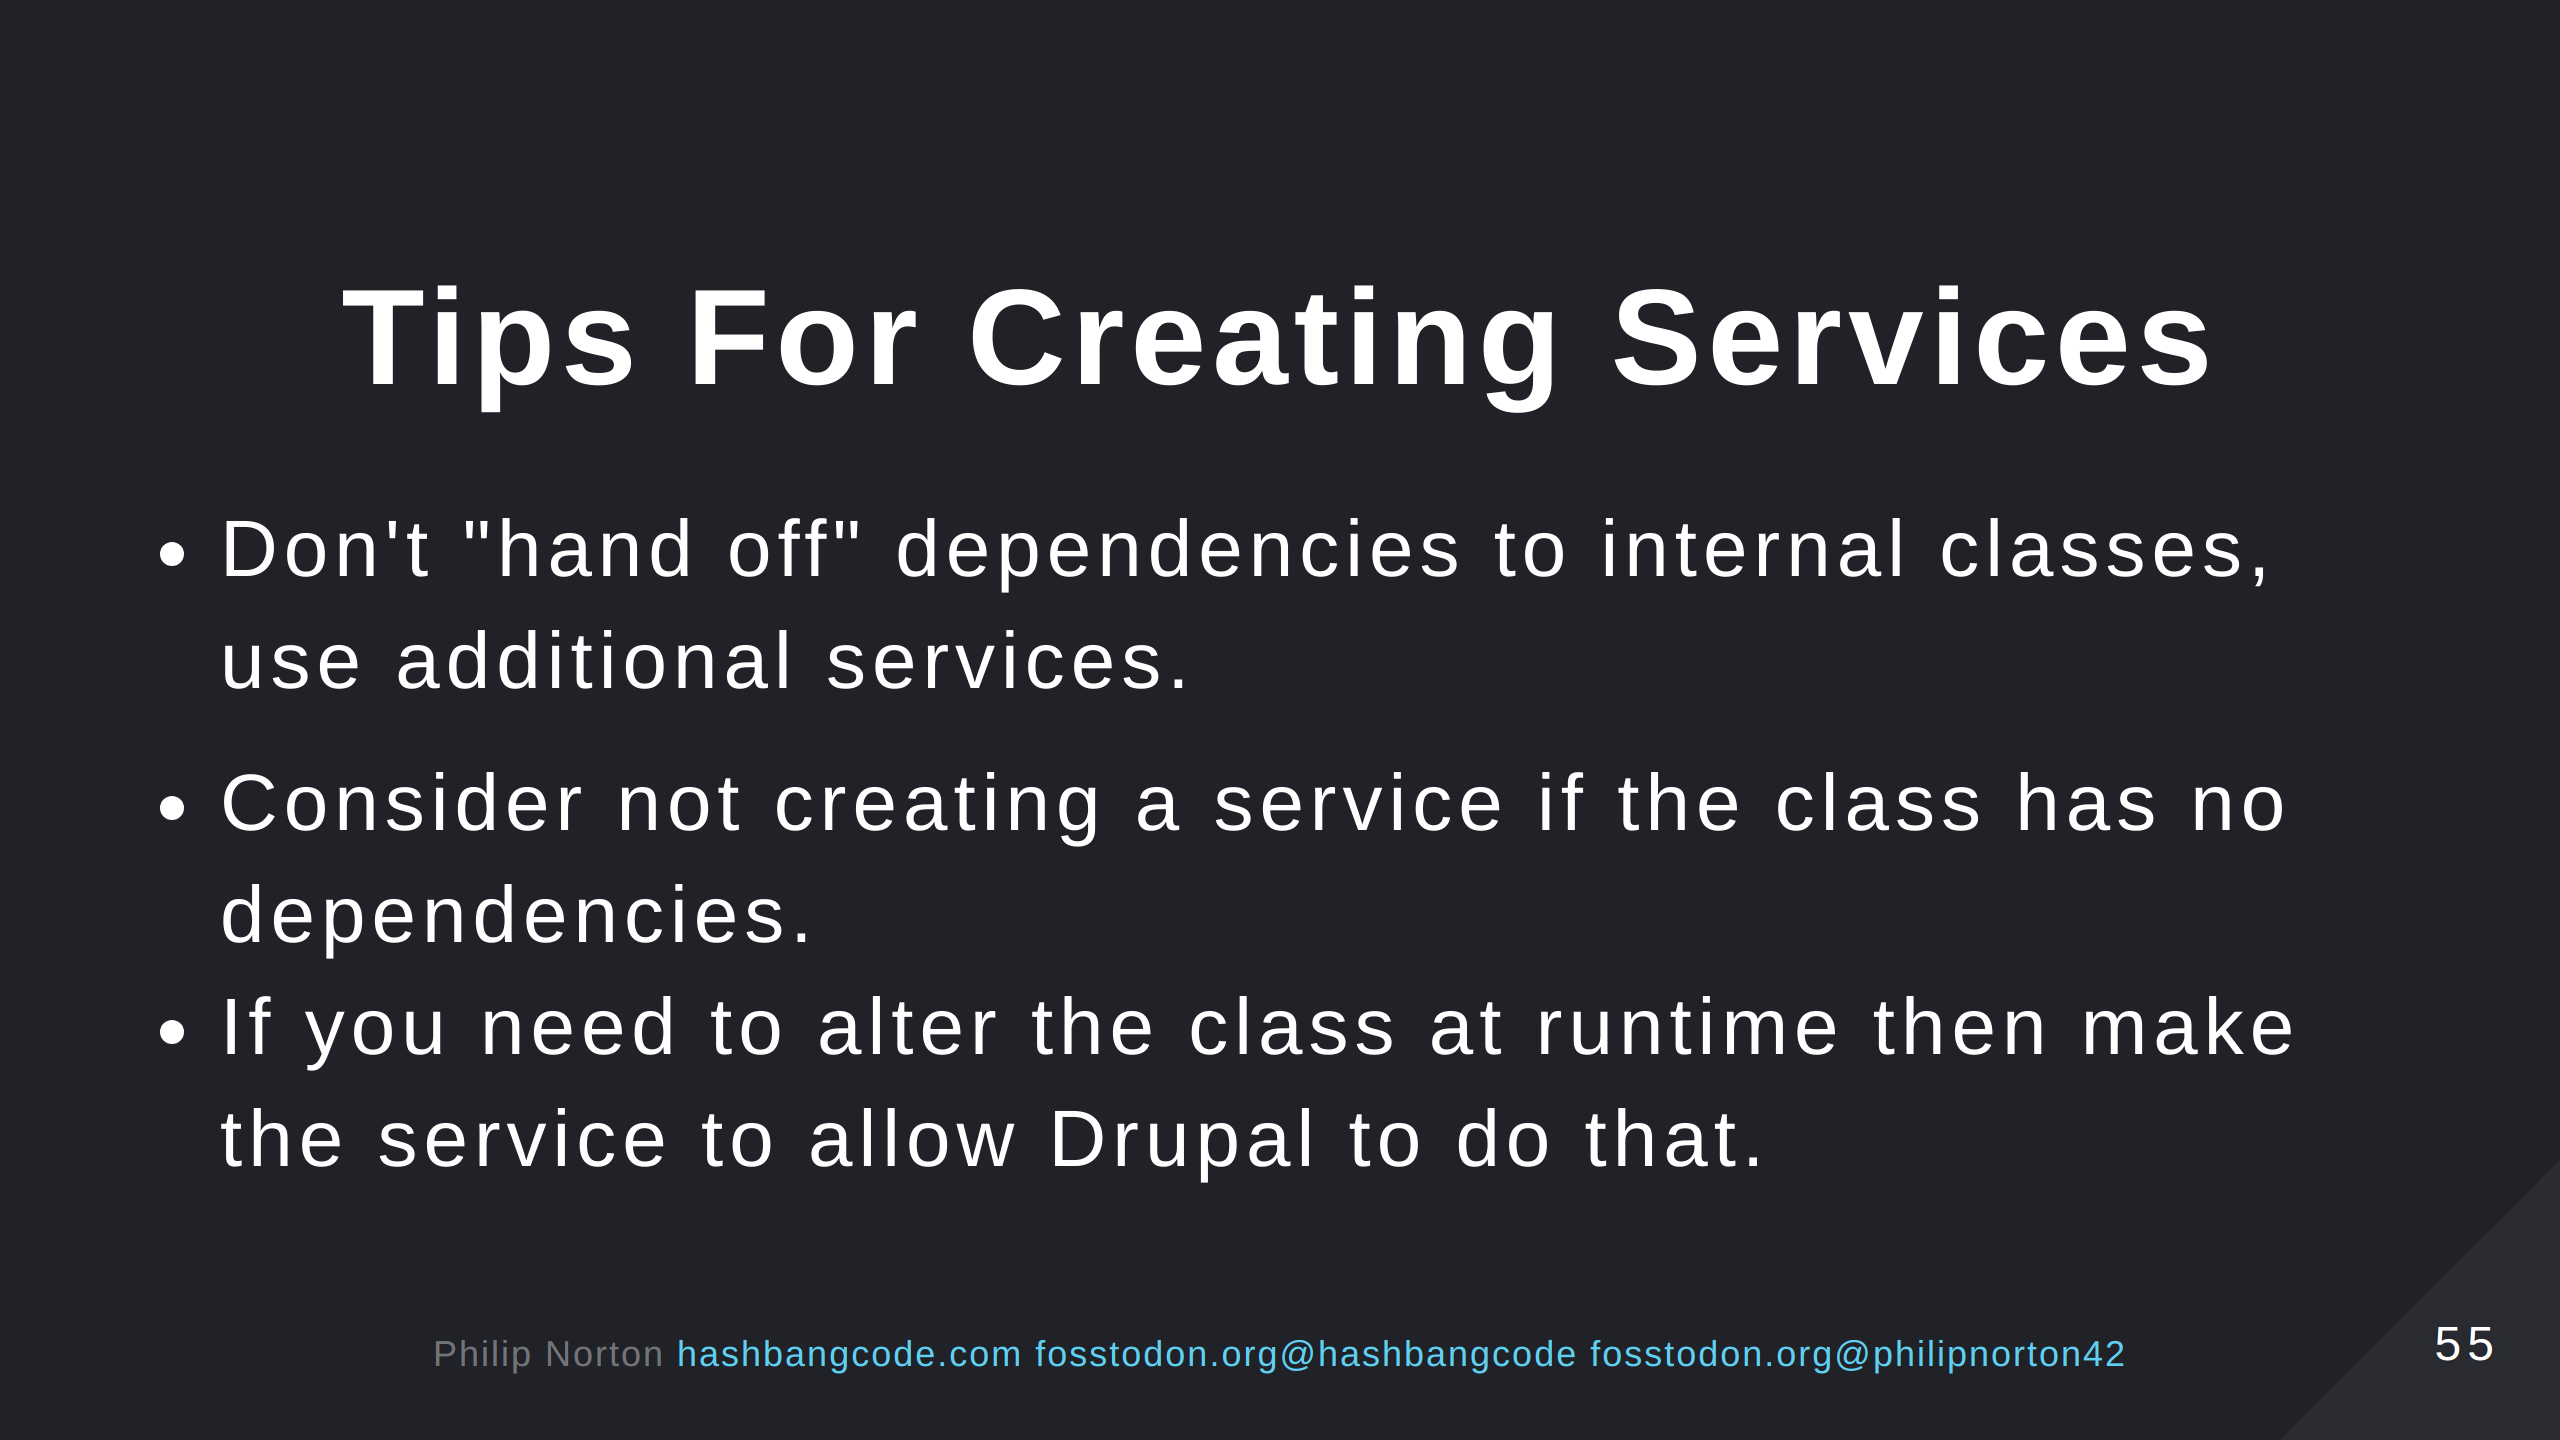 Tips For Creating Services
• Don't "hand off" dependencies to internal classes,
use additional services.
• Consider not creating a service if the class has no
dependencies.
• If you need to alter the class at runtime then make
the service to allow Drupal to do that.
Philip Norton hashbangcode.com fosstodon.org@hashbangcode fosstodon.org@philipnorton42
55